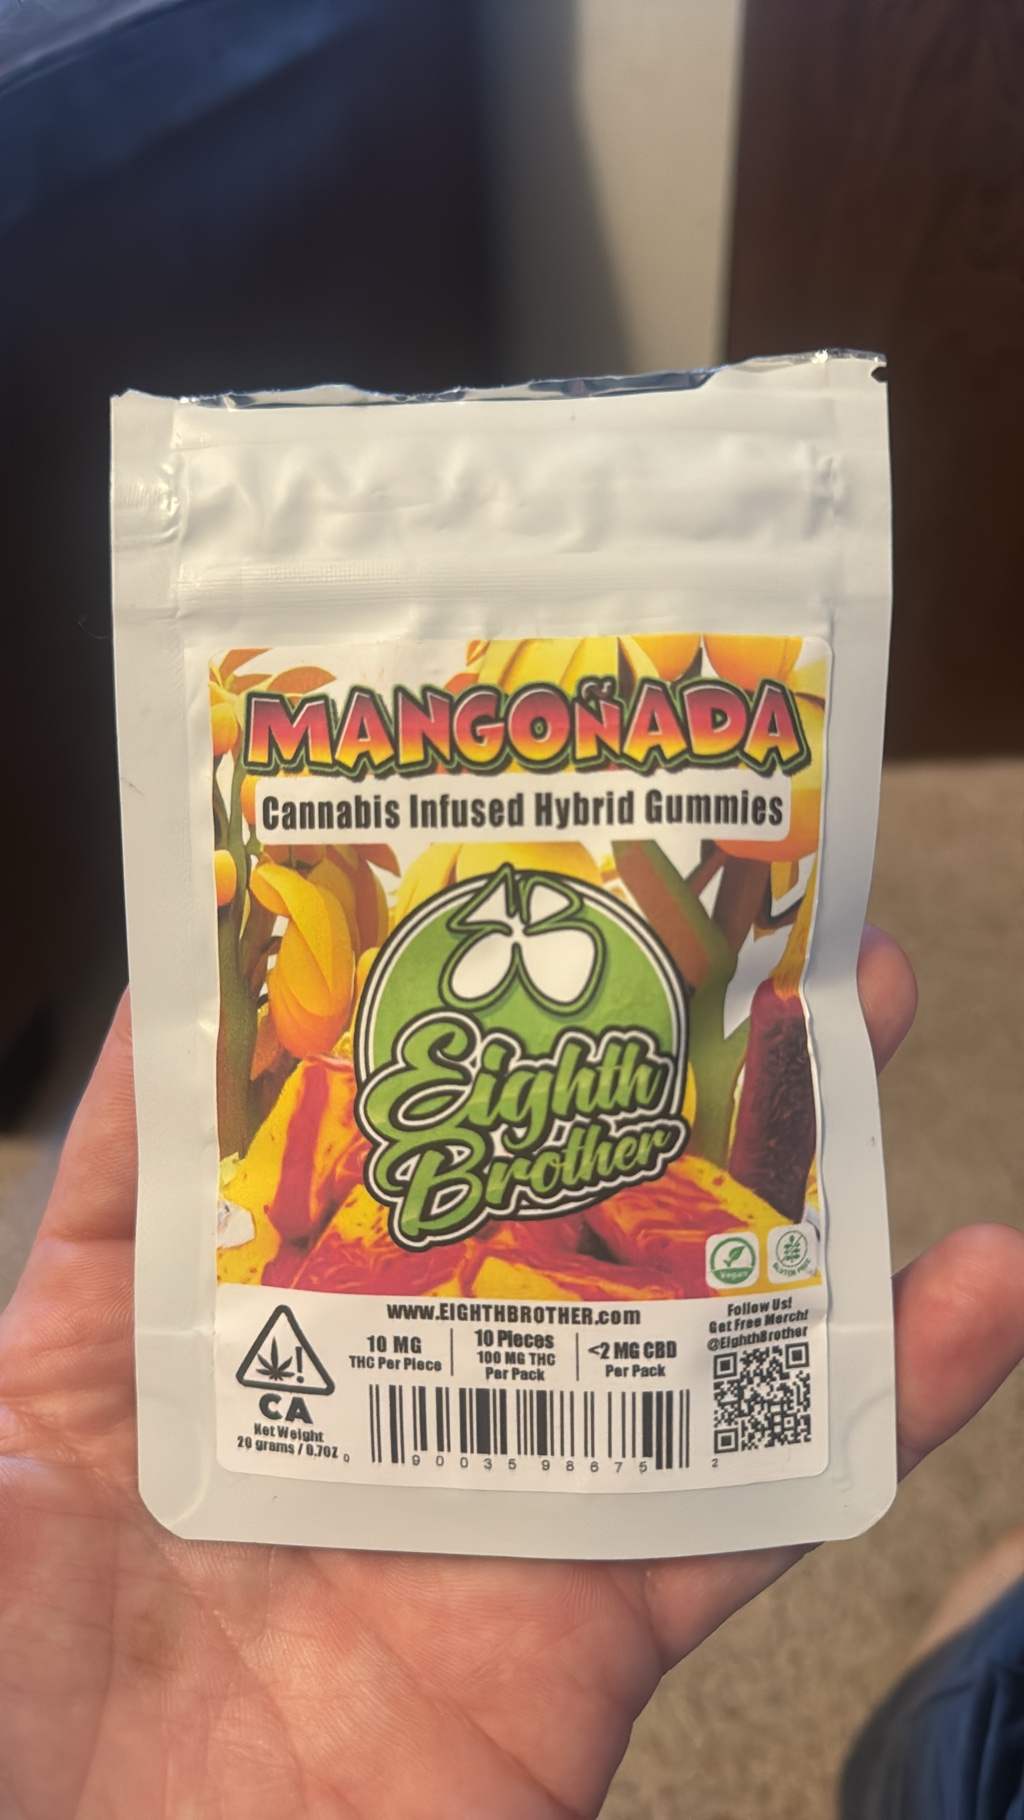 MANGOÑADA
Cannabis Infused Hybrid Gummies
Eighth
Brother
Vegan
GLUTEN FREE
www.EIGHTHBROTHER.com
10 MG
THC Per Piece
10 Pieces
100 MG THC
Per Pack
<2 MG CBD
Per Pack
Follow Us!
Get Free Merch!
@EighthBrother
CA
Net Weight
20 grams / 0.7oz
0 90035 98675 2